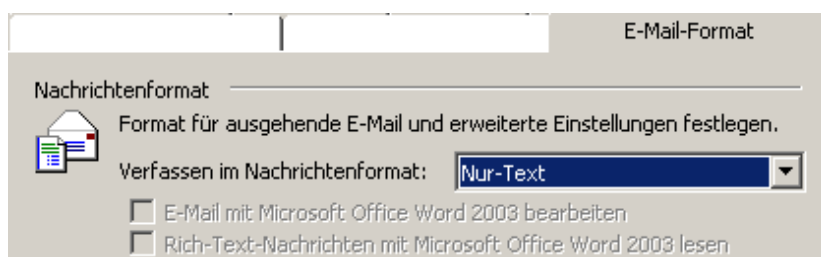 E-Mail-Format
Nachrichtenformat
Format für ausgehende E-Mail und erweiterte Einstellungen festlegen.
Verfassen im Nachrichtenformat: Nur-Text
E-Mail mit Microsoft Office Word 2003 bearbeiten
Rich-Text-Nachrichten mit Microsoft Office Word 2003 lesen